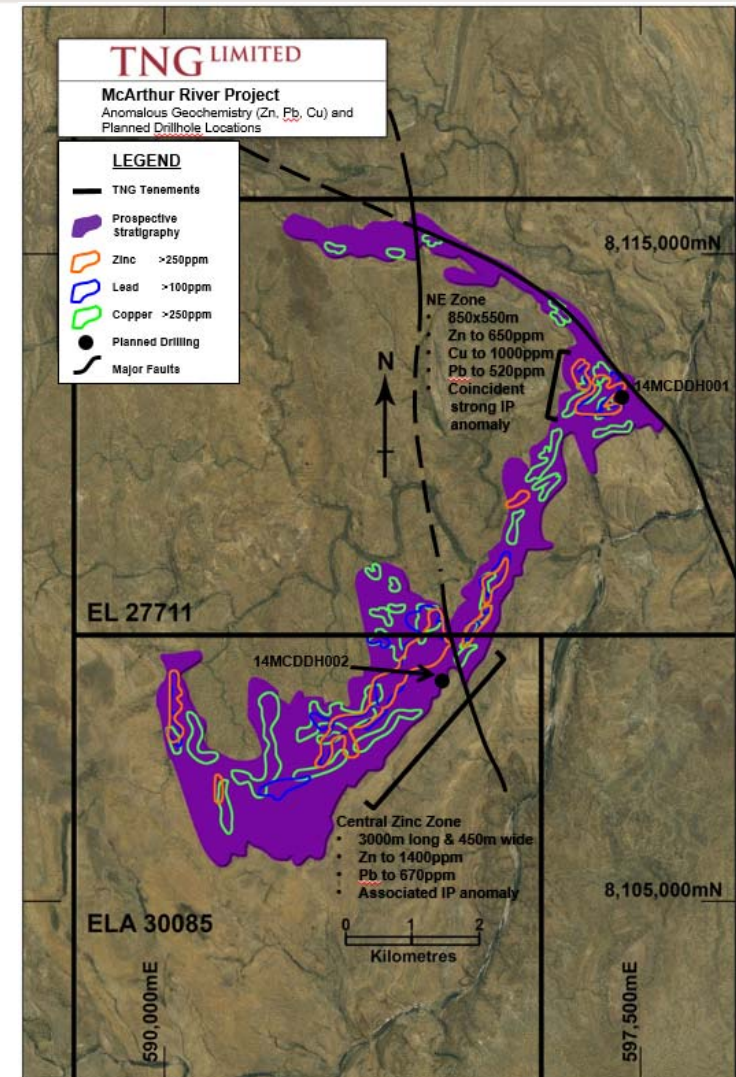 TNG LIMITED
McArthur River Project
Anomalous Geochemistry (Zn, Pb, Cu) and
Planned Drillhole Locations
LEGEND
TNG Tenements
Prospective
Stratigraphy
Zinc >250ppm
Lead >100ppm
Copper >250ppm
Planned Drilling
Major Faults
8,115,000mN
NE Zone
• 850x550m
• Zn to 650ppm
• Cu to 1000ppm
• Pb to 520ppm
• Coincident
strong IP
anomaly
N
14MCDDH001
EL 27711
14MCDDH002
Central Zinc Zone
• 3000m long & 450m wide
• Zn to 1400ppm
• Pb to 670ppm
• Associated IP anomaly
8,105,000mN
ELA 30085
0 1 2
Kilometres
590,000mE
597,500mE